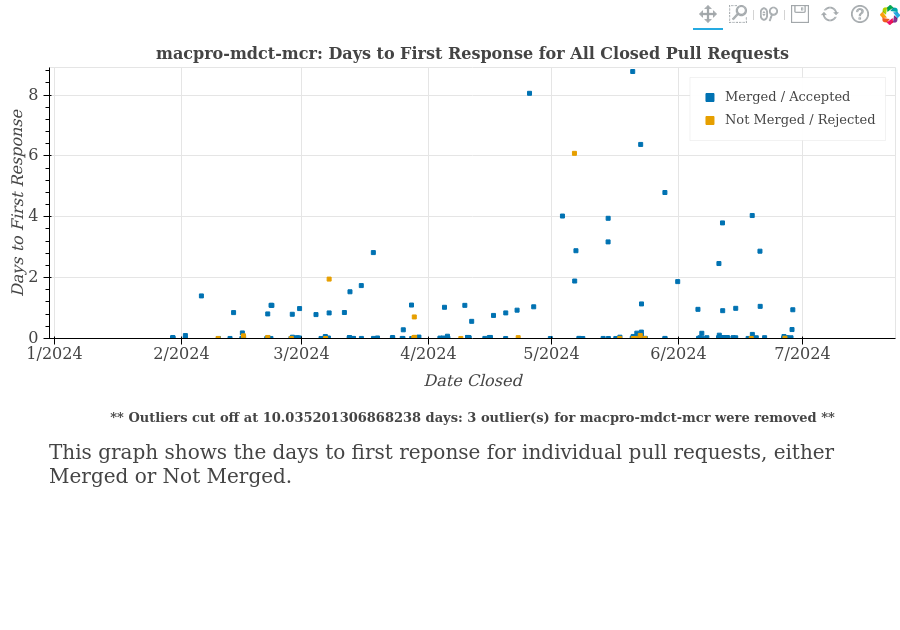 macpro-mdct-mcr: Days to First Response for All Closed Pull Requests
Merged / Accepted
Not Merged / Rejected
Days to First Response
8
6
4
2
0
1/2024 2/2024 3/2024 4/2024 5/2024 6/2024 7/2024
Date Closed
** Outliers cut off at 10.035201306868238 days: 3 outlier(s) for macpro-mdct-mcr were removed **
This graph shows the days to first reponse for individual pull requests, either
Merged or Not Merged.